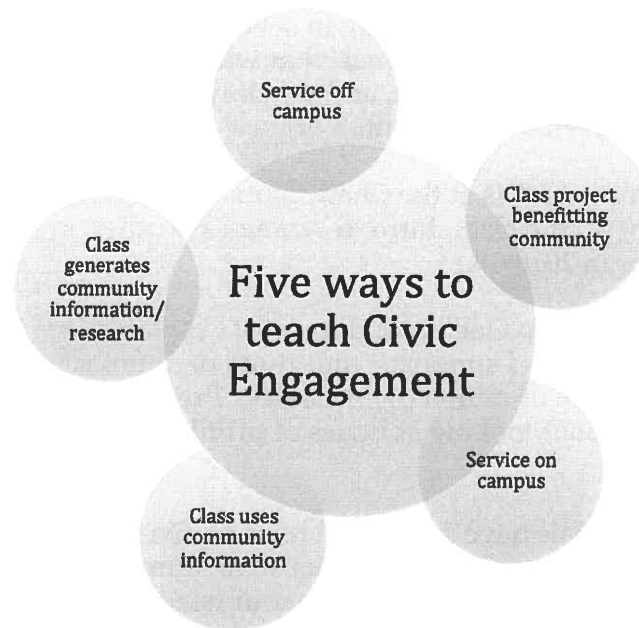 Service off
campus
Class project
benefitting
community
Class
generates
community
information/
research
Five ways to
teach Civic
Engagement
Service on
campus
Class uses
community
information